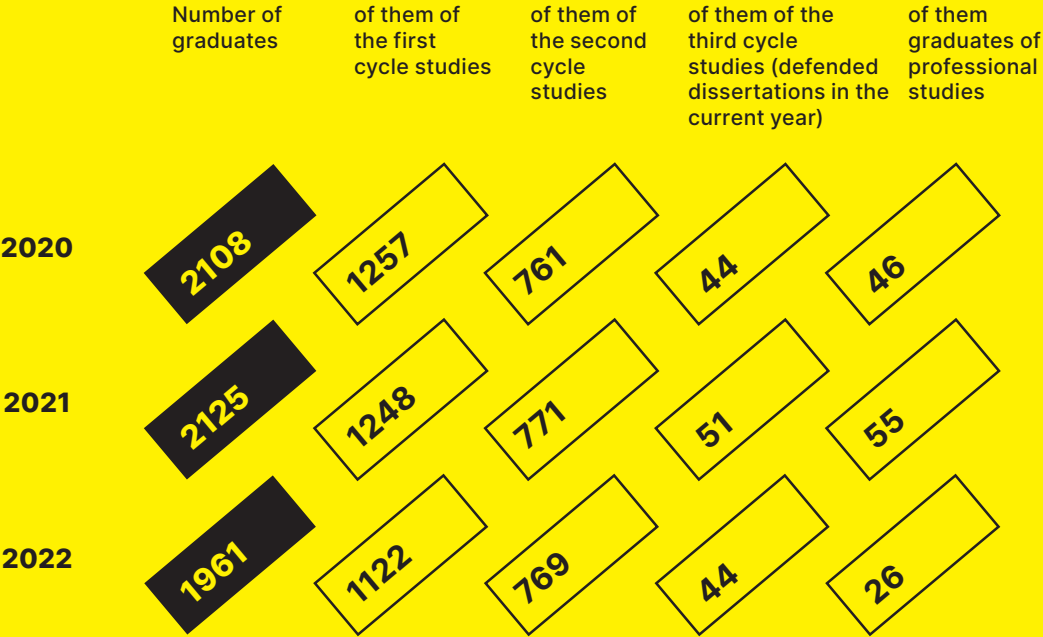 Number of
graduates
of them of
the first
cycle studies
of them of
the second
cycle
studies
of them of the
third cycle
studies (defended
dissertations in the
current year)
of them
graduates of
professional
studies
2020
2108
1257
761
44
46
2021
2125
1248
771
51
55
2022
1961
1122
769
44
26